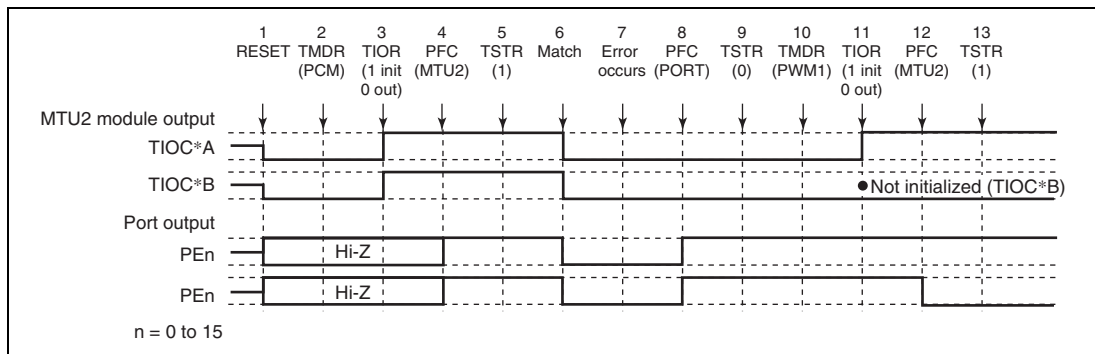 1 2 3 4 5 6 7 8 9 10 11 12 13
RESET TMDR TIOR PFC TSTR Match Error PFC TSTR TMDR TIOR PFC TSTR
(PCM) (1 init (MTU2) (1) occurs (PORT) (0) (PWM1) (1 init (MTU2) (1)
0 out) 0 out)
MTU2 module output
TIOC*A
TIOC*B
● Not initialized (TIOC*B)
Port output
PEn
Hi-Z
PEn
Hi-Z
n = 0 to 15